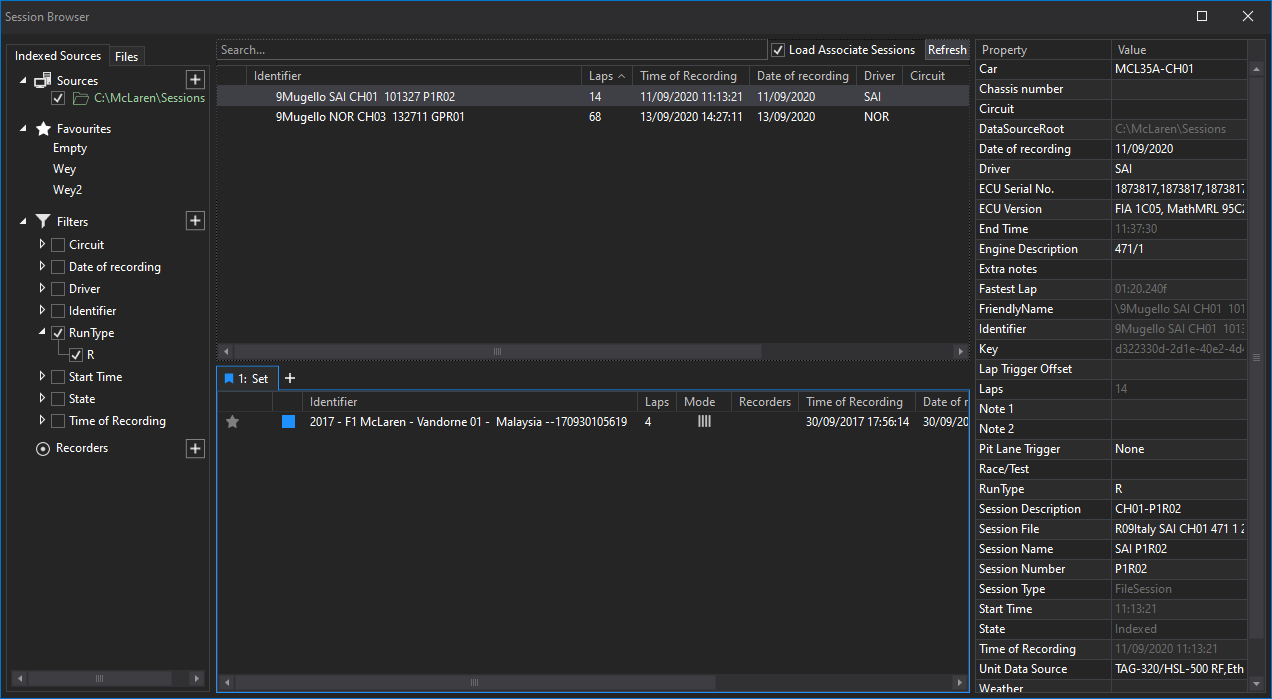 Session Browser
Indexed Sources Files
Sources
C:\McLaren\Sessions
Favourites
Empty
Wey
Wey2
Filters
Circuit
Date of recording
Driver
Identifier
RunType
R
Start Time
State
Time of Recording
Recorders
Search... Load Associate Sessions Refresh
Identifier Laps Time of Recording Date of recording Driver Circuit
9Mugello SAI CH01 101327 P1R02 14 11/09/2020 11:13:21 11/09/2020 SAI
9Mugello NOR CH03 132711 GPR01 68 13/09/2020 14:27:11 13/09/2020 NOR
1: Set +
Identifier Laps Mode Recorders Time of Recording Date of r
2017 - F1 McLaren - Vandorne 01 - Malaysia --170930105619 4 30/09/2017 17:56:14 30/09/20
Property Value
Car MCL35A-CH01
Chassis number
Circuit
DataSourceRoot C:\McLaren\Sessions
Date of recording 11/09/2020
Driver SAI
ECU Serial No. 1873817,1873817,1873817
ECU Version FIA 1C05, MathMRL 95C2
End Time 11:37:30
Engine Description 471/1
Extra notes
Fastest Lap 01:20.240f
FriendlyName \9Mugello SAI CH01 101
Identifier 9Mugello SAI CH01 1013
Key d322330d-2d1e-40e2-4d4
Lap Trigger Offset
Laps 14
Note 1
Note 2
Pit Lane Trigger None
Race/Test
RunType R
Session Description CH01-P1R02
Session File R09Italy SAI CH01 471 1 2
Session Name SAI P1R02
Session Number P1R02
Session Type FileSession
Start Time 11:13:21
State Indexed
Time of Recording 11/09/2020 11:13:21
Unit Data Source TAG-320/HSL-500 RF,Eth
Weather